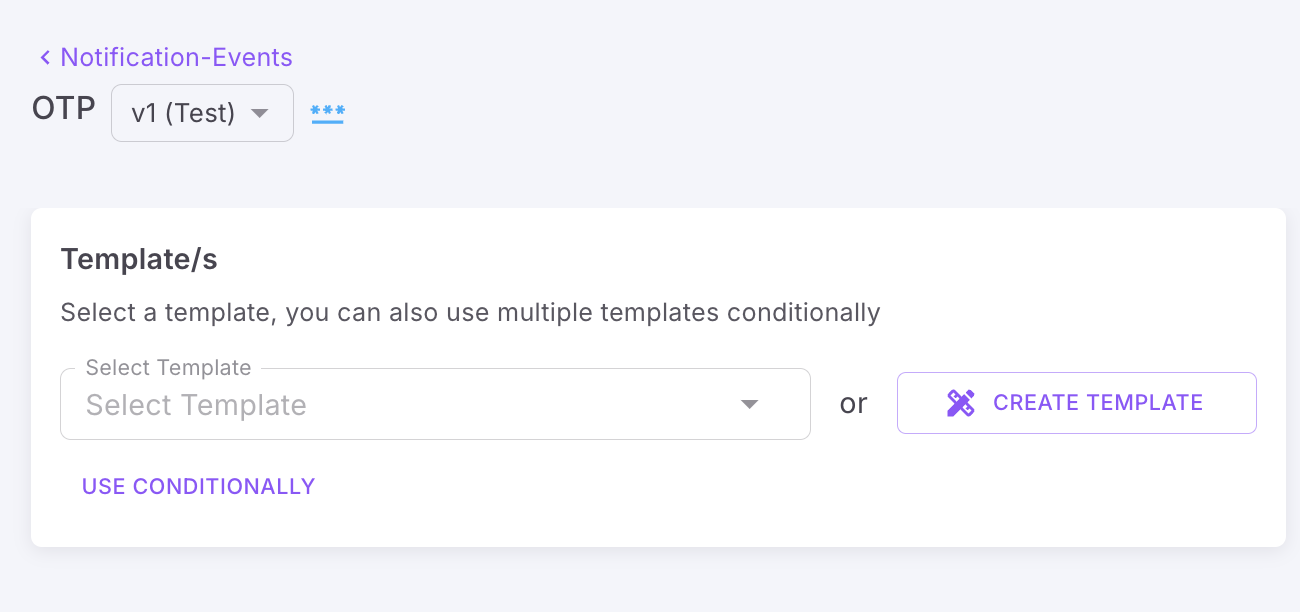 Notification-Events
OTP v1 (Test) ***
Template/s
Select a template, you can also use multiple templates conditionally
Select Template
Select Template or CREATE TEMPLATE
USE CONDITIONALLY